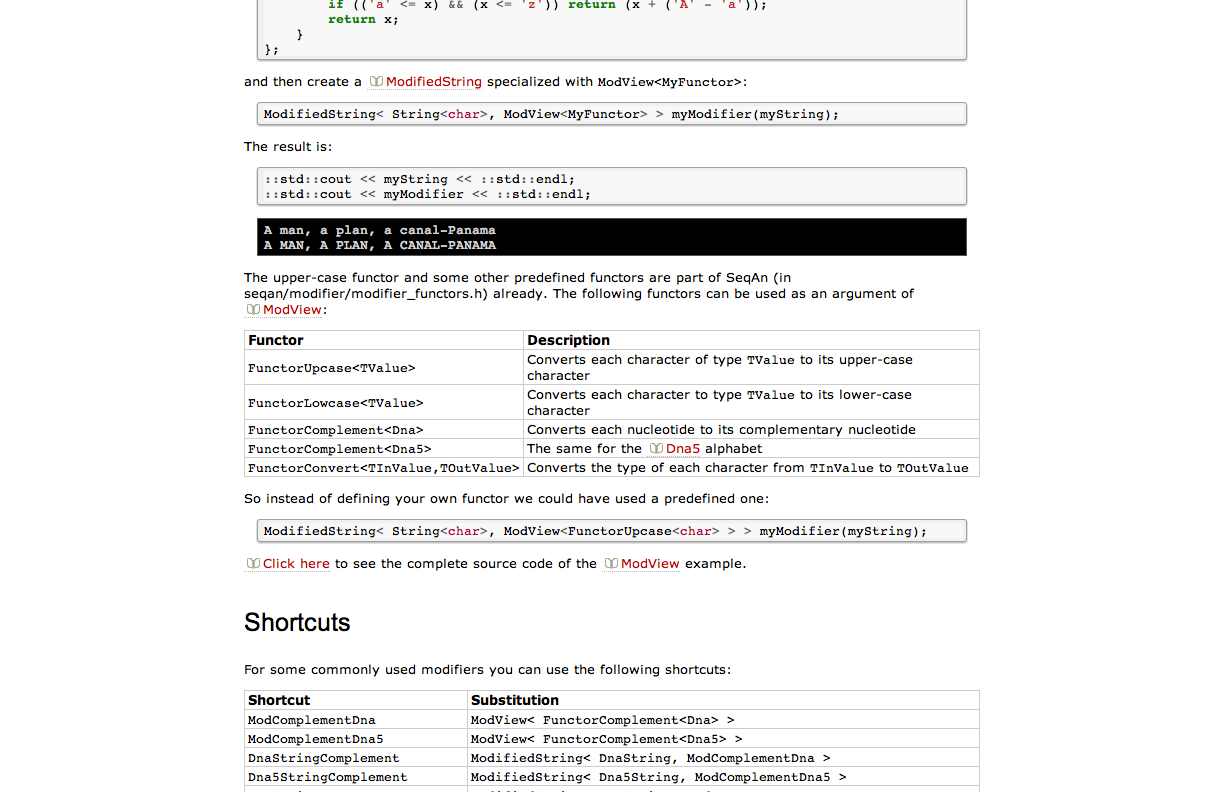 if (('a' <= x) && (x <= 'z')) return (x + ('A' - 'a'));
return x;
}
};
and then create a ModifiedString specialized with ModView<MyFunctor>:
ModifiedString< String<char>, ModView<MyFunctor> > myModifier(myString);
The result is:
::std::cout << myString << ::std::endl;
::std::cout << myModifier << ::std::endl;
A man, a plan, a canal-Panama
A MAN, A PLAN, A CANAL-PANAMA
The upper-case functor and some other predefined functors are part of SeqAn (in
seqan/modifier/modifier_functors.h) already. The following functors can be used as an argument of
ModView:
Functor Description
FunctorUpcase<TValue> Converts each character of type TValue to its upper-case
character
FunctorLowcase<TValue> Converts each character to type TValue to its lower-case
character
FunctorComplement<Dna> Converts each nucleotide to its complementary nucleotide
FunctorComplement<Dna5> The same for the Dna5 alphabet
FunctorConvert<TInValue,TOutValue> Converts the type of each character from TInValue to TOutValue
So instead of defining your own functor we could have used a predefined one:
ModifiedString< String<char>, ModView<FunctorUpcase<char> > > myModifier(myString);
Click here to see the complete source code of the ModView example.
Shortcuts
For some commonly used modifiers you can use the following shortcuts:
Shortcut Substitution
ModComplementDna ModView< FunctorComplement<Dna> >
ModComplementDna5 ModView< FunctorComplement<Dna5> >
DnaStringComplement ModifiedString< DnaString, ModComplementDna >
Dna5StringComplement ModifiedString< Dna5String, ModComplementDna5 >